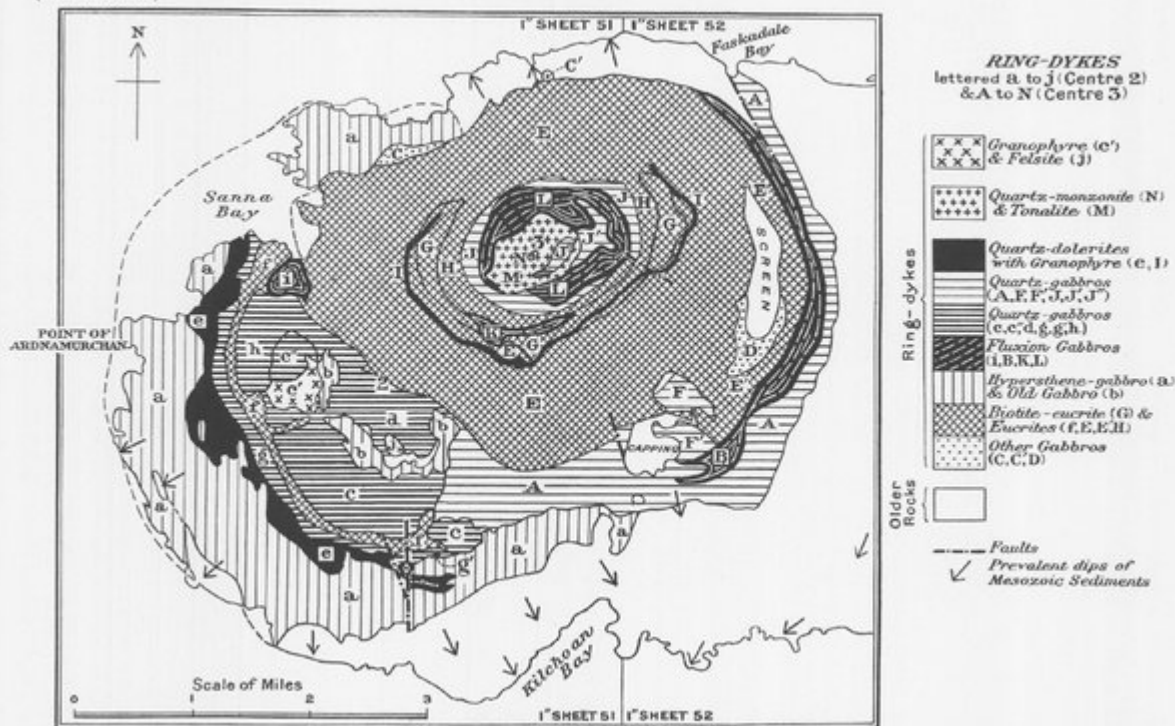 1" SHEET 51 1" SHEET 52
N
Faskadale
Bay
Sanna
Bay
POINT OF
ARDNAMURCHAN
SCREEN
CAPPING
Kilchoan
Bay
Scale of Miles
0 1 2 3
1" SHEET 51 1" SHEET 52
RING-DYKES
lettered a to j (Centre 2)
& A to N (Centre 3)
Ring-dykes
Granophyre (c')
& Felsite (j)
Quartz-monzonite (N)
& Tonalite (M)
Quartz-dolerites
with Granophyre (e, I)
Quartz-gabbros
(A, F, F', J, J', J'')
Quartz-gabbros
(c, c', d, g, g', h)
Fluxion Gabbros
(i, B, K, L)
Hypersthene-gabbro (a)
& Old Gabbro (b)
Biotite-eucrite (G) &
Eucrites (f, E, E', H)
Other Gabbros
(C, C', D)
Older
Rocks
Faults
Prevalent dips of
Mesozoic Sediments